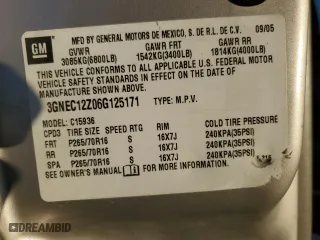 GM
MFD BY GENERAL MOTORS DE MEXICO, S. DE R.L. DE C.V. 09/05
GVWR GAWR FRT GAWR RR
3085KG(6800LB) 1542KG(3400LB) 1814KG(4000LB)
THIS VEHICLE CONFORMS TO ALL APPLICABLE U.S. FEDERAL MOTOR
VEHICLE SAFETY STANDARDS IN EFFECT ON THE DATE OF
MANUFACTURE SHOWN ABOVE.
3GNEC12Z06G125171 TYPE: M.P.V.
MODEL: C15936
CPD3 TIRE SIZE SPEED RTG RIM COLD TIRE PRESSURE
FRT P265/70R16 S 16X7J 240KPA(35PSI)
RR P265/70R16 S 16X7J 240KPA(35PSI)
SPA P265/70R16 S 16X7J 240KPA(35PSI)
SEE OWNER'S MANUAL FOR MORE INFORMATION